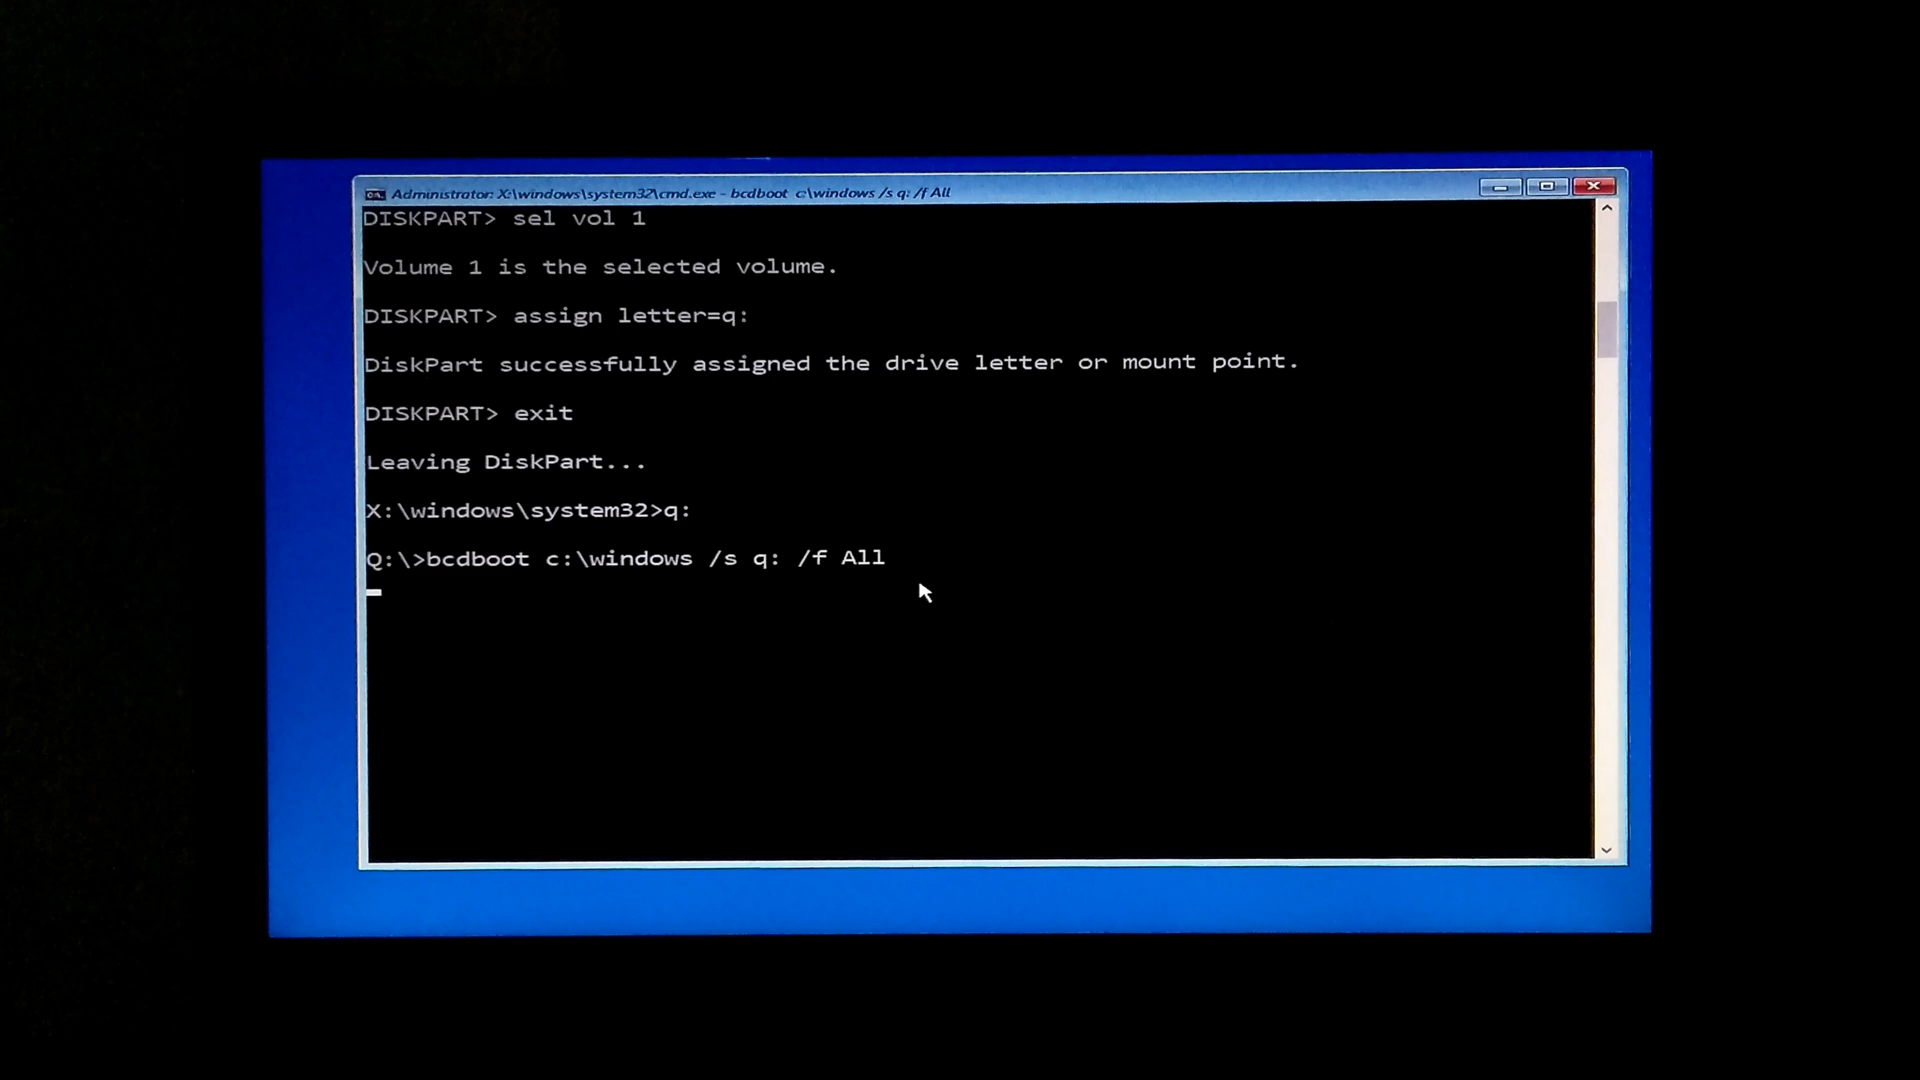 Administrator: X:\windows\system32\cmd.exe - bcdboot  c:\windows /s q: /f All
DISKPART> sel vol 1
Volume 1 is the selected volume.
DISKPART> assign letter=q:
DiskPart successfully assigned the drive letter or mount point.
DISKPART> exit
Leaving DiskPart...
X:\windows\system32>q:
Q:\>bcdboot c:\windows /s q: /f All